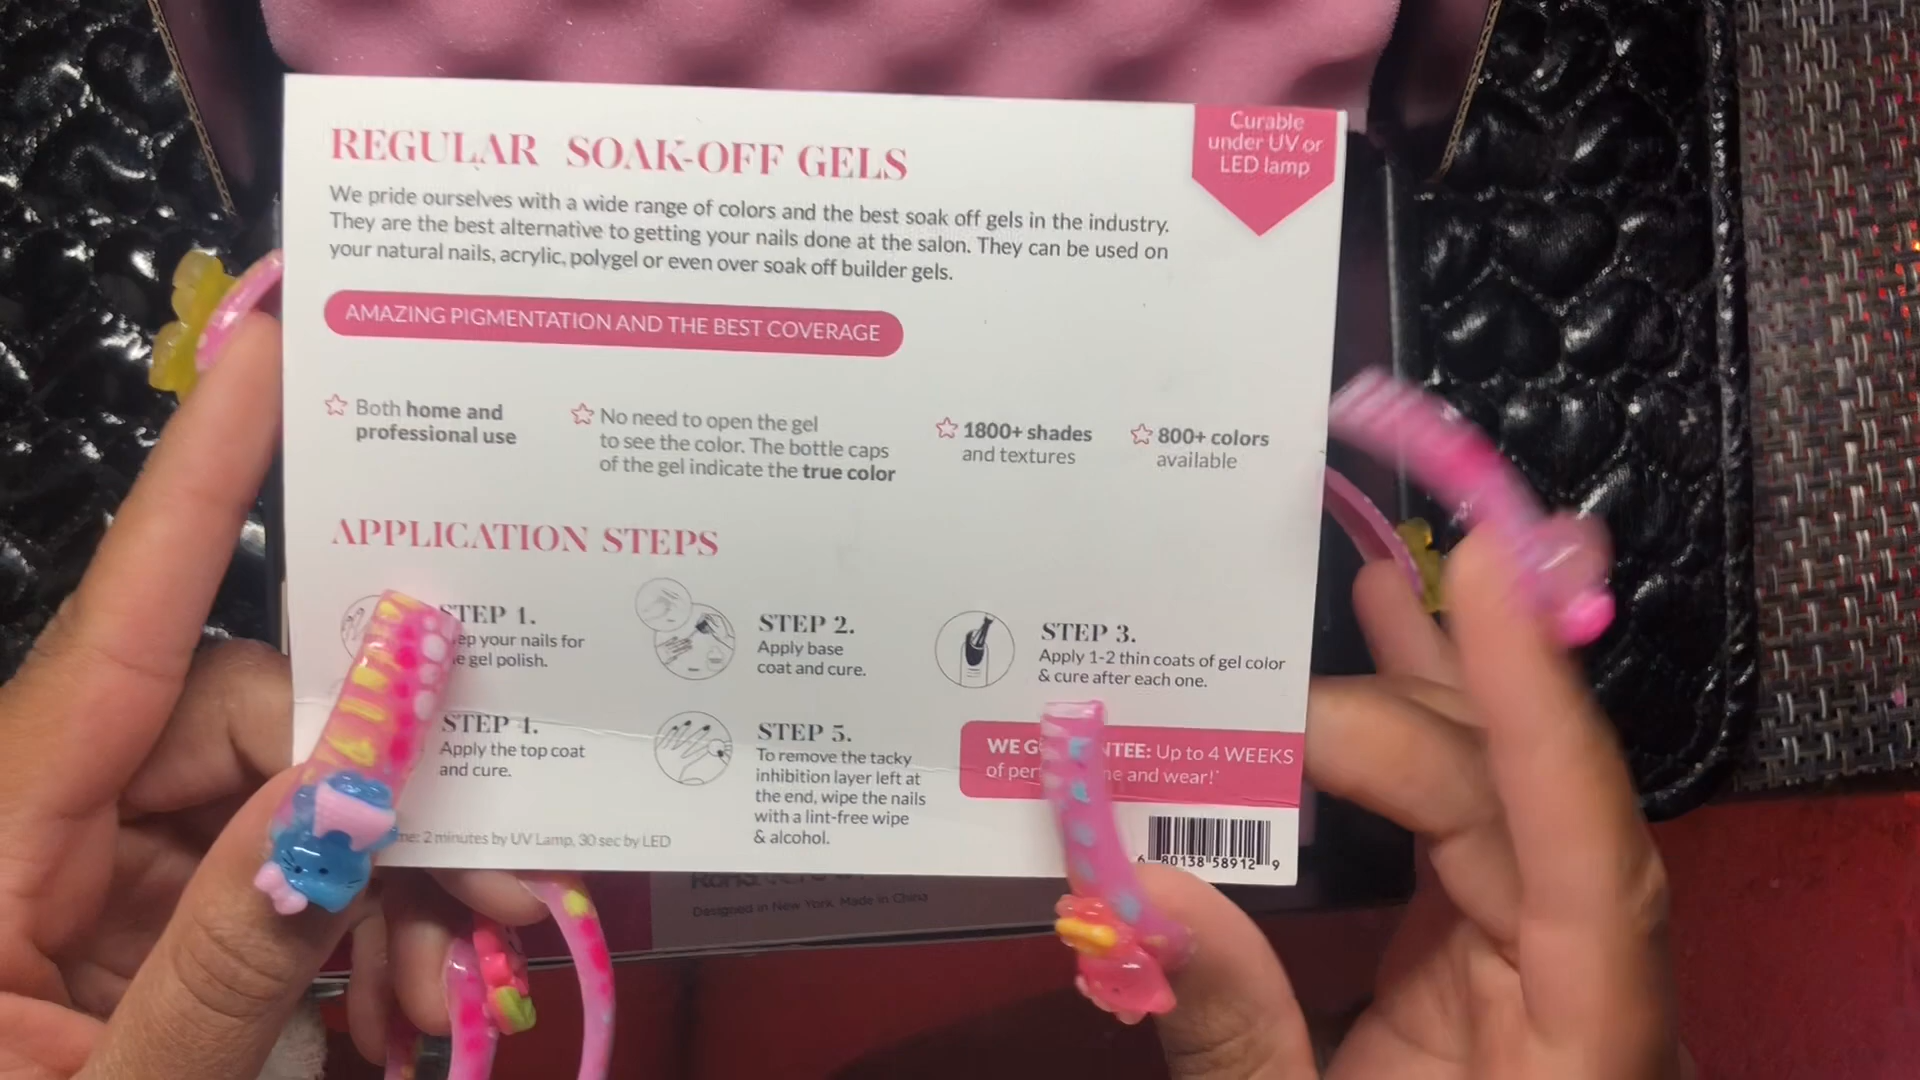 Curable
under UV or
LED lamp
REGULAR SOAK-OFF GELS
We pride ourselves with a wide range of colors and the best soak off gels in the industry.
They are the best alternative to getting your nails done at the salon. They can be used on
your natural nails, acrylic, polygel or even over soak off builder gels.
AMAZING PIGMENTATION AND THE BEST COVERAGE
Both home and
professional use
No need to open the gel
to see the color. The bottle caps
of the gel indicate the true color
1800+ shades
and textures
800+ colors
available
APPLICATION STEPS
STEP 1.
your nails for
gel polish.
STEP 2.
Apply base
coat and cure.
STEP 3.
Apply 1-2 thin coats of gel color
& cure after each one.
STEP 4.
Apply the top coat
and cure.
STEP 5.
To remove the tacky
inhibition layer left at
the end, wipe the nails
with a lint-free wipe
& alcohol.
WE Up to 4 WEEKS
of and wear!*
2 minutes by UV Lamp, 30 sec by LED
6 80138 58912 9
Designed in New York. Made in China